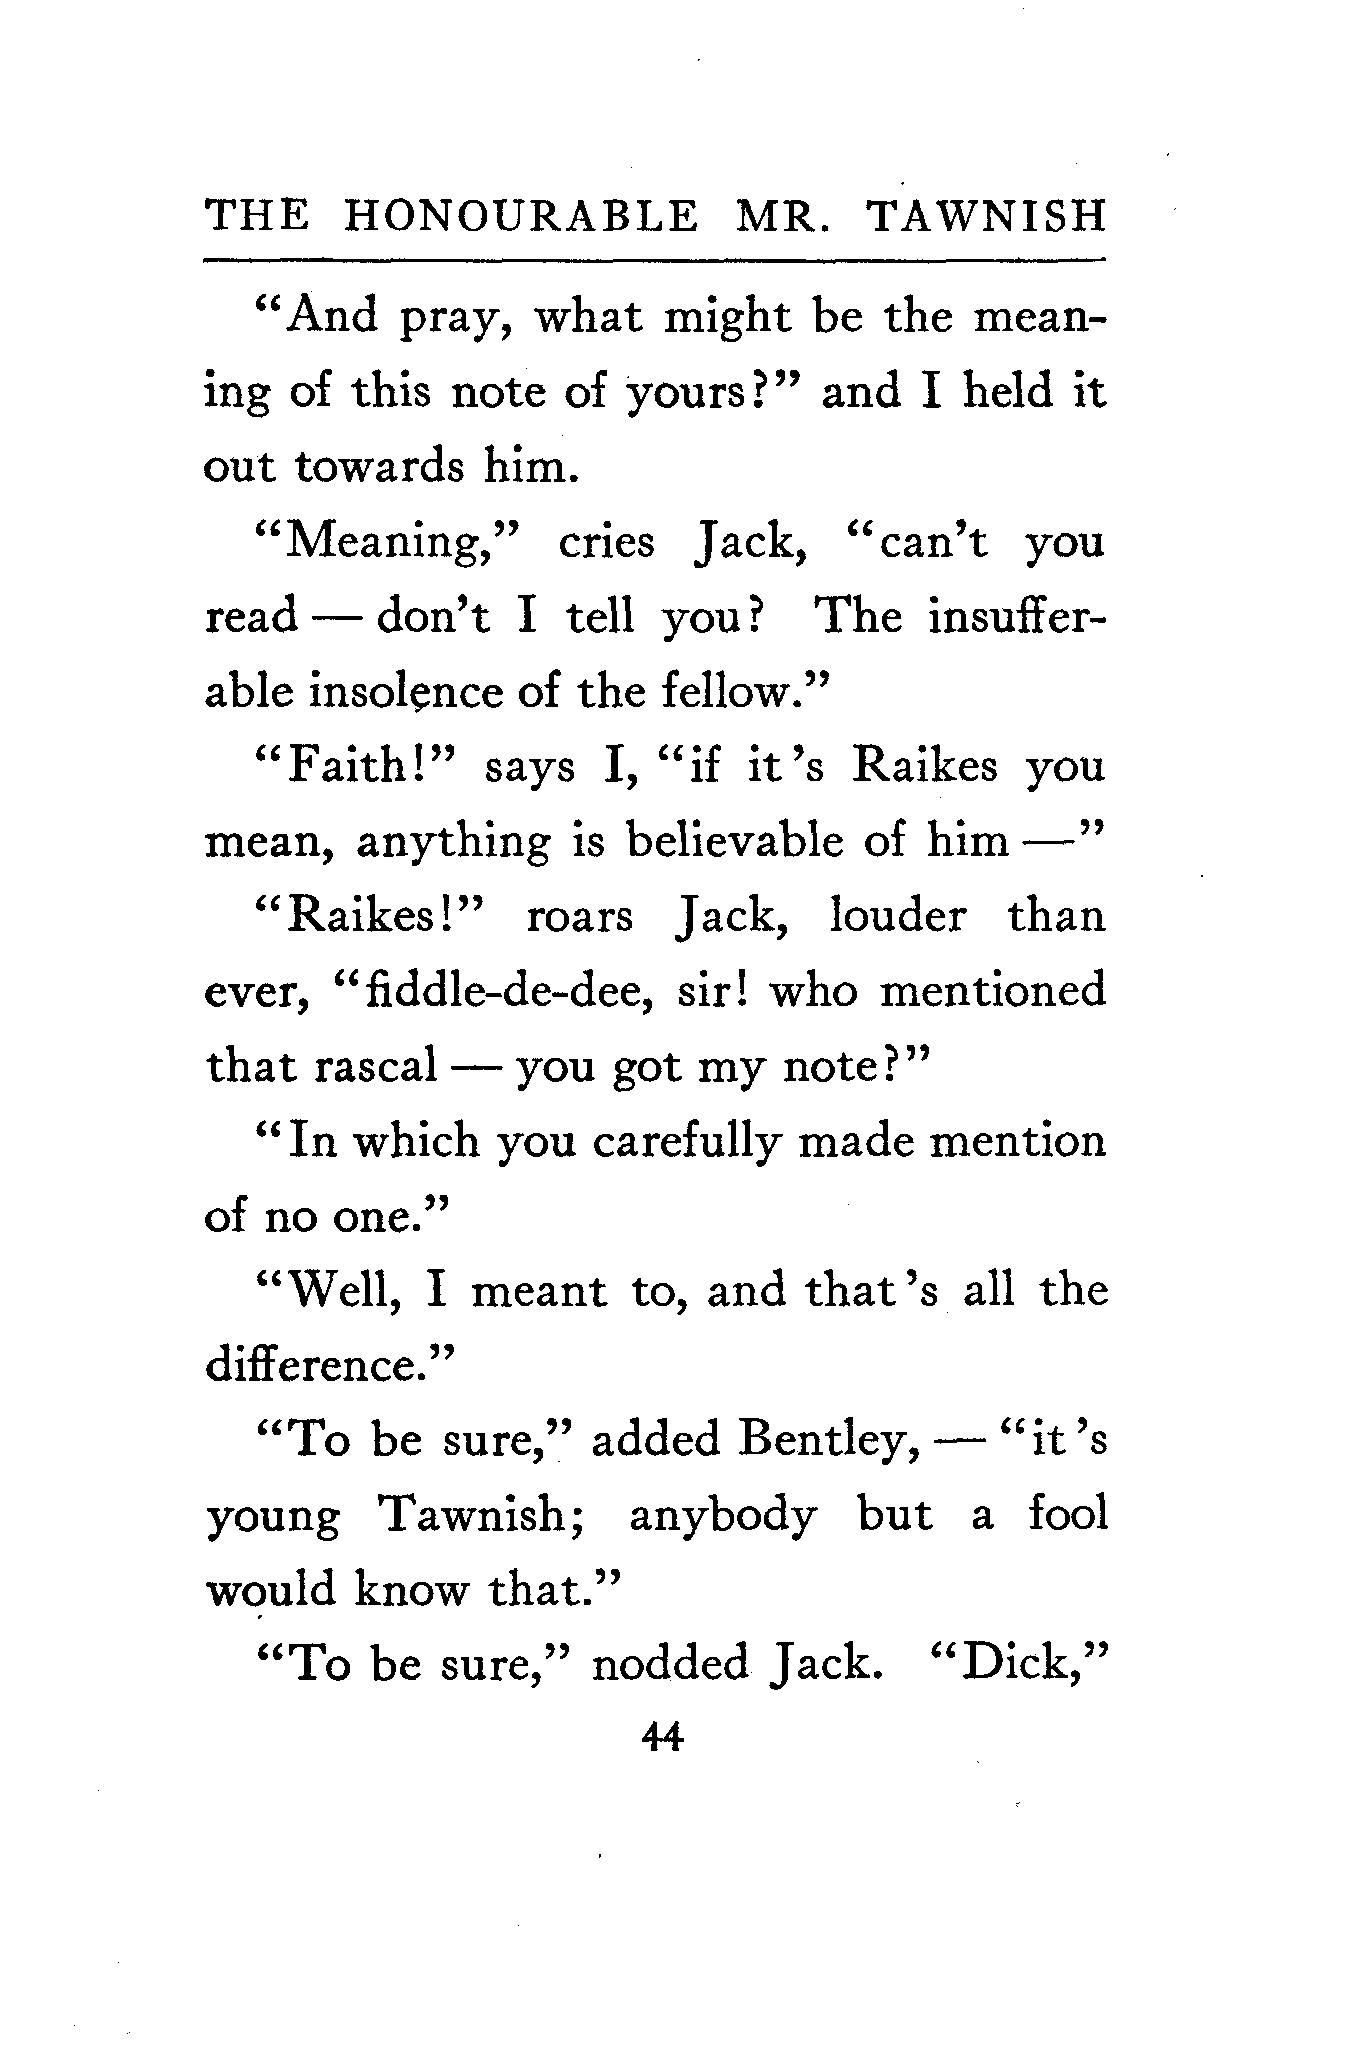 THE HONOURABLE MR. TAWNISH
“And pray, what might be the mean-
ing of this note of yours?” and I held it
out towards him.
“Meaning,” cries Jack, “can’t you
read — don’t I tell you? The insuffer-
able insolence of the fellow.”
“Faith!” says I, “if it’s Raikes you
mean, anything is believable of him —”
“Raikes!” roars Jack, louder than
ever, “fiddle-de-dee, sir! who mentioned
that rascal — you got my note?”
“In which you carefully made mention
of no one.”
“Well, I meant to, and that’s all the
difference.”
“To be sure,” added Bentley, — “it’s
young Tawnish; anybody but a fool
would know that.”
“To be sure,” nodded Jack. “Dick,”
44